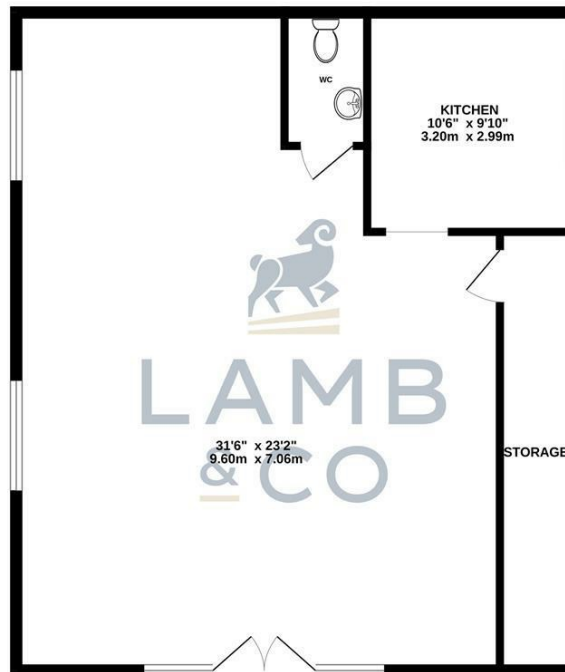 WC
KITCHEN
10'6" x 9'10"
3.20m x 2.99m
LAMB
31'6" x 23'2"
9.60m x 7.06m
& CO
STORAGE